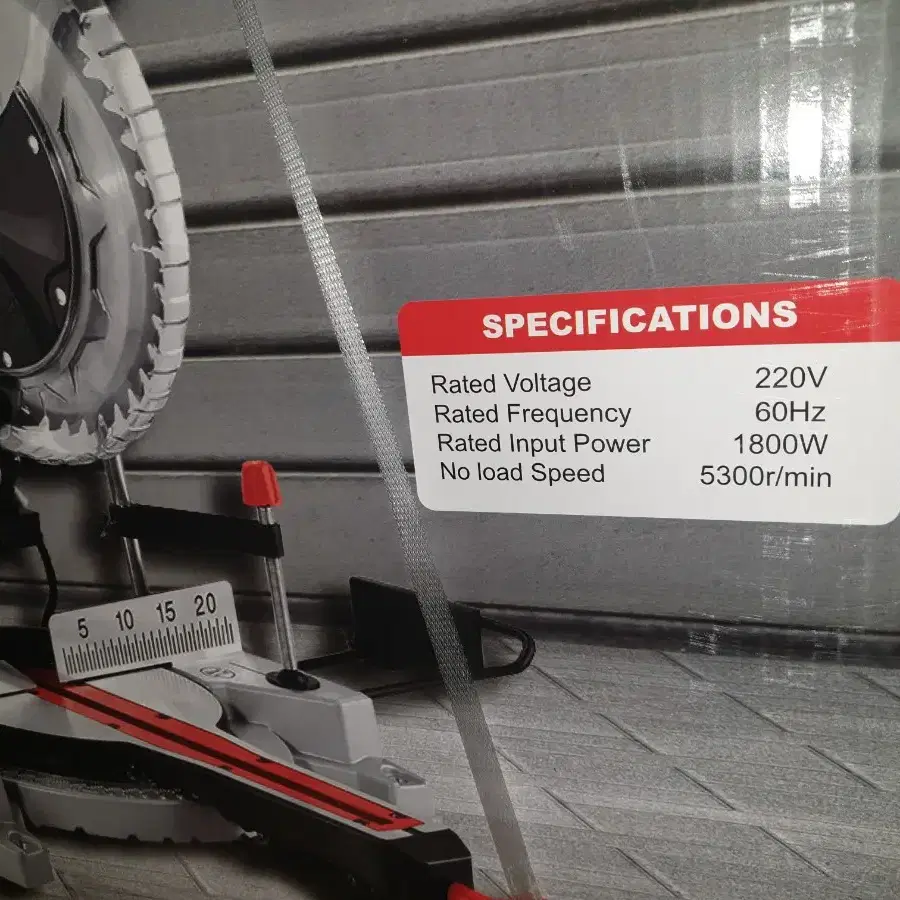 SPECIFICATIONS
Rated Voltage 220V
Rated Frequency 60Hz
Rated Input Power 1800W
No load Speed 5300r/min
5 10 15 20